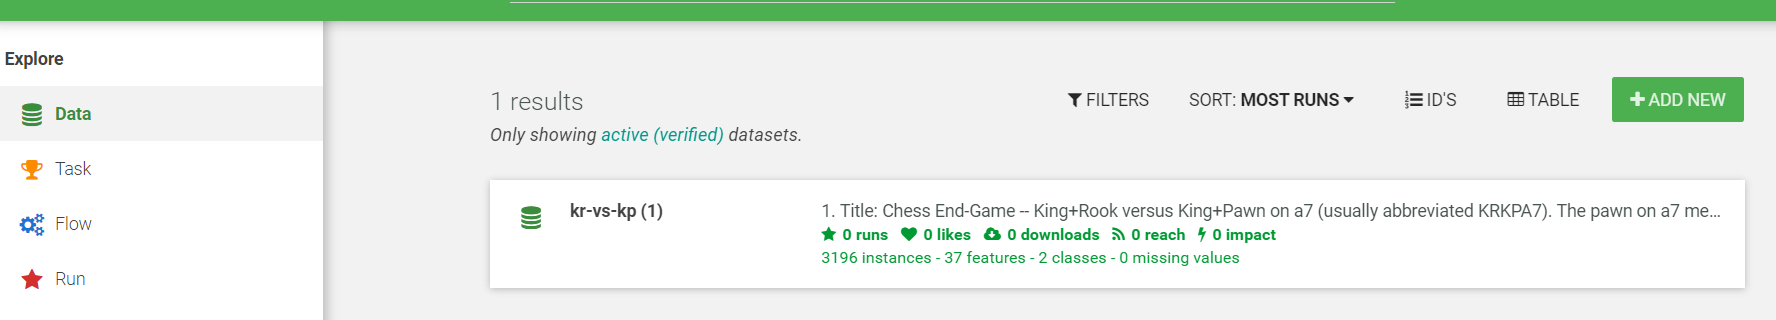 Explore
Data
Task
Flow
Run
1 results
Only showing active (verified) datasets.
FILTERS
SORT: MOST RUNS
ID'S
TABLE
ADD NEW
kr-vs-kp (1)
1. Title: Chess End-Game -- King+Rook versus King+Pawn on a7 (usually abbreviated KRKPA7). The pawn on a7 me...
0 runs 0 likes 0 downloads 0 reach 0 impact
3196 instances - 37 features - 2 classes - 0 missing values